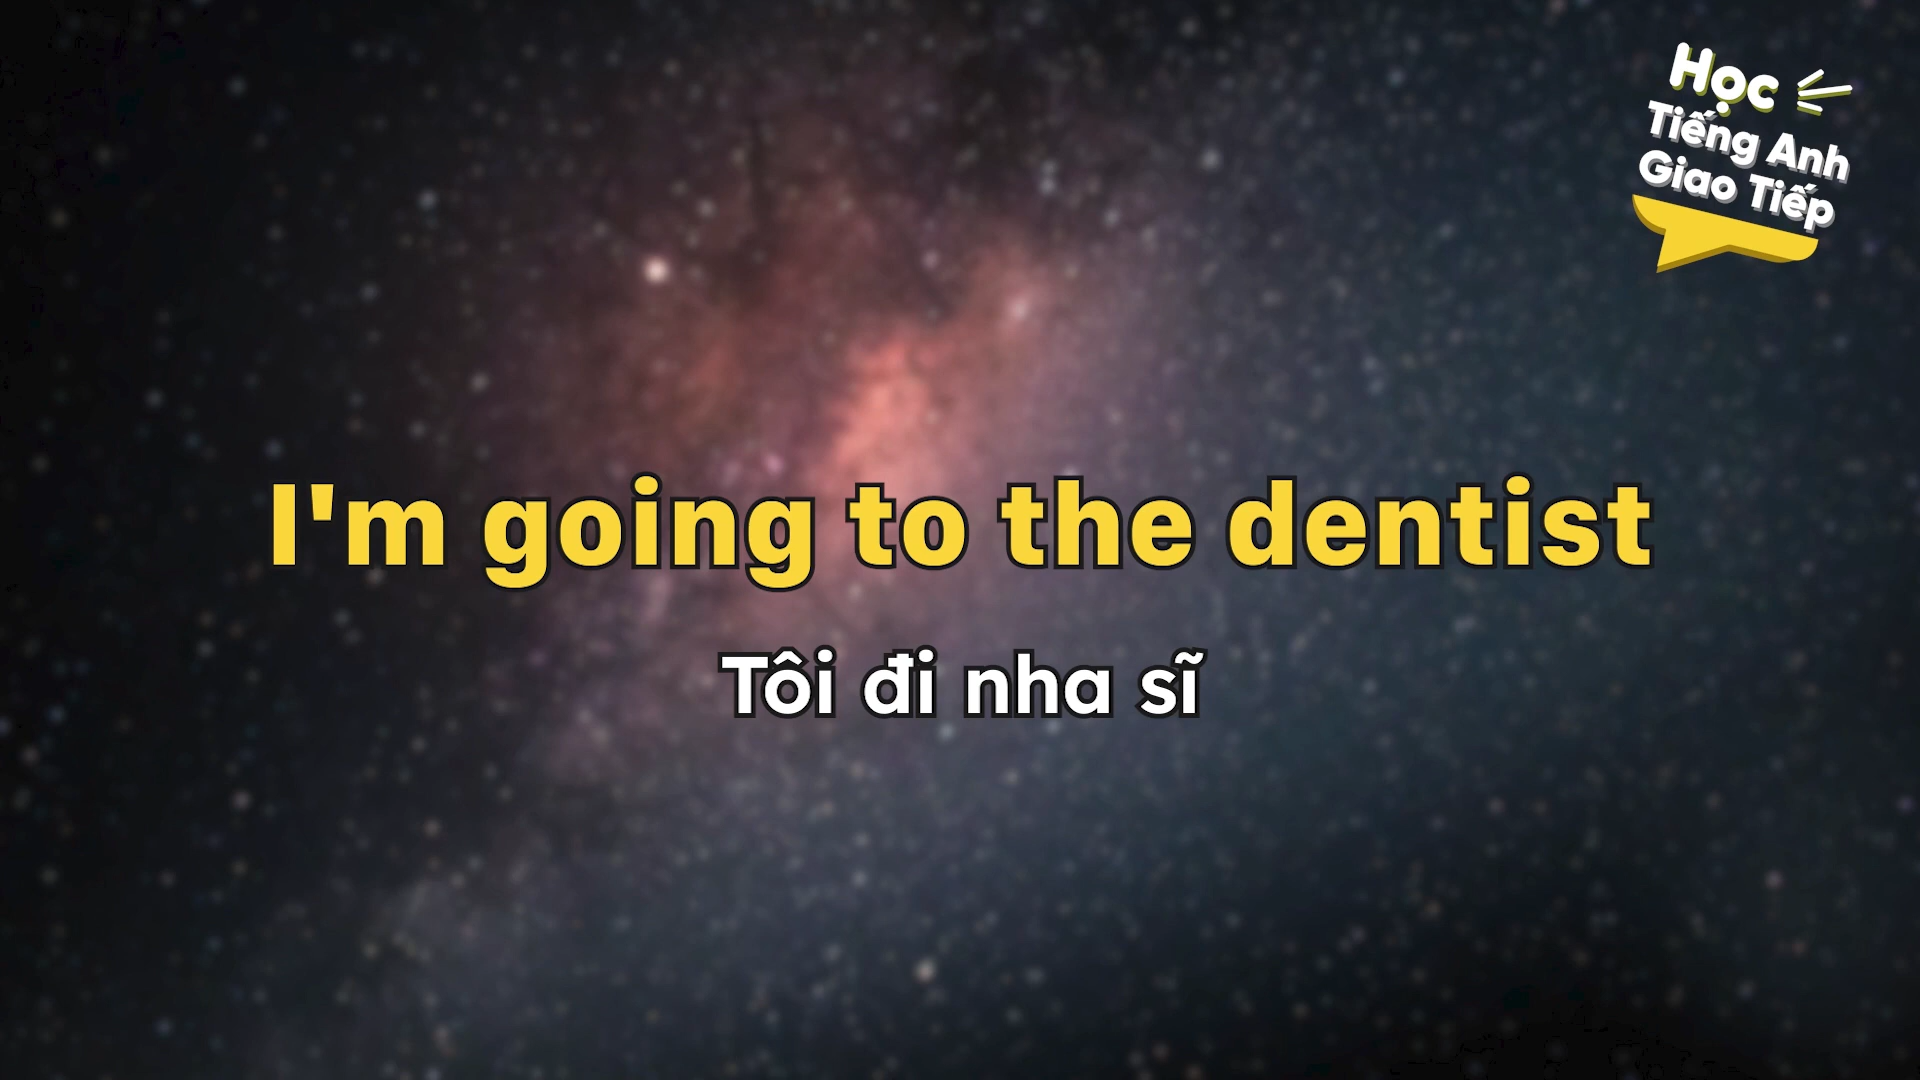 Học
Tiếng Anh
Giao Tiếp
I'm going to the dentist
Tôi đi nha sĩ